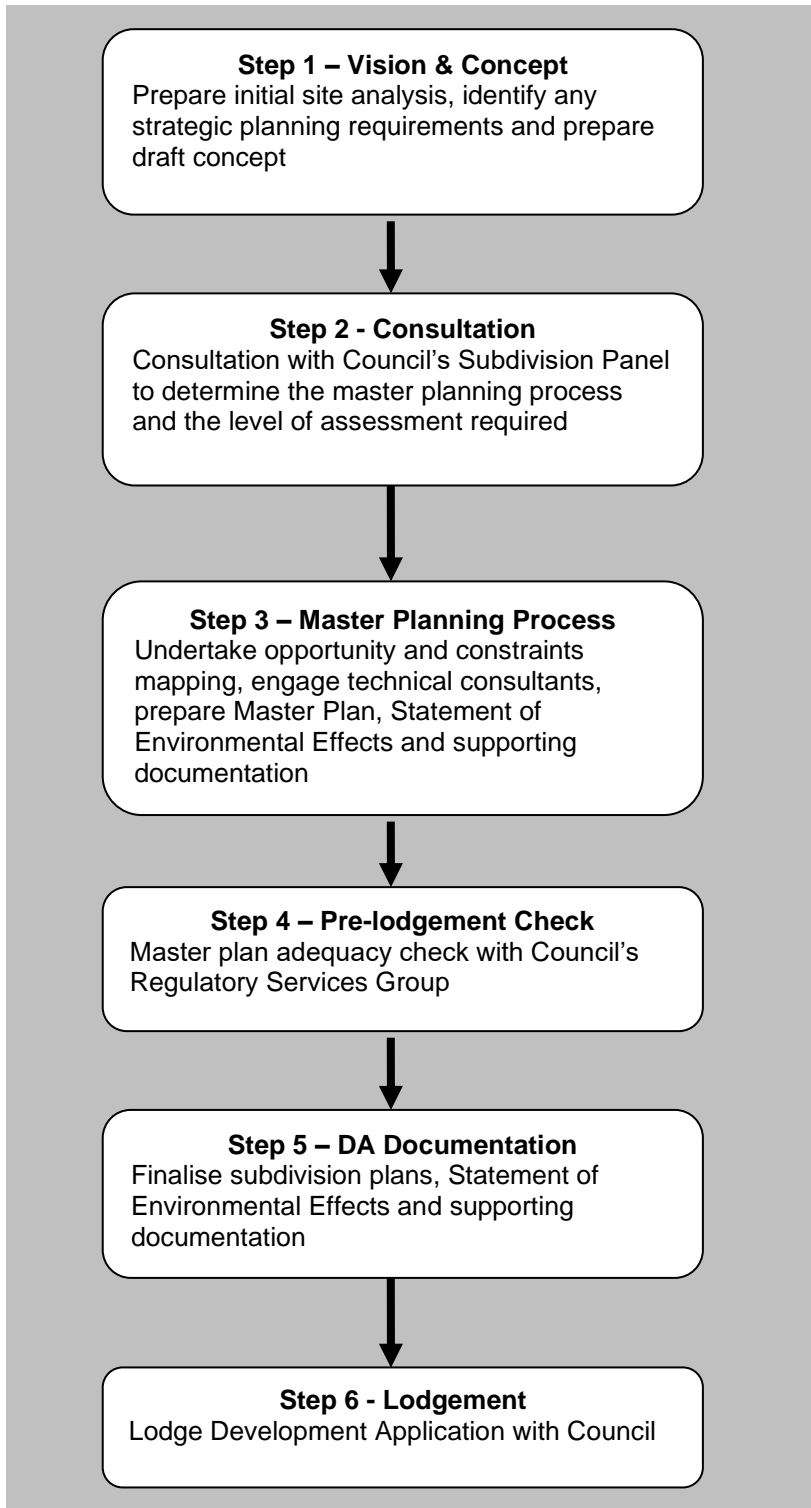 Step 1 – Vision & Concept
Prepare initial site analysis, identify any
strategic planning requirements and prepare
draft concept
Step 2 - Consultation
Consultation with Council’s Subdivision Panel
to determine the master planning process
and the level of assessment required
Step 3 – Master Planning Process
Undertake opportunity and constraints
mapping, engage technical consultants,
prepare Master Plan, Statement of
Environmental Effects and supporting
documentation
Step 4 – Pre-lodgement Check
Master plan adequacy check with Council’s
Regulatory Services Group
Step 5 – DA Documentation
Finalise subdivision plans, Statement of
Environmental Effects and supporting
documentation
Step 6 - Lodgement
Lodge Development Application with Council